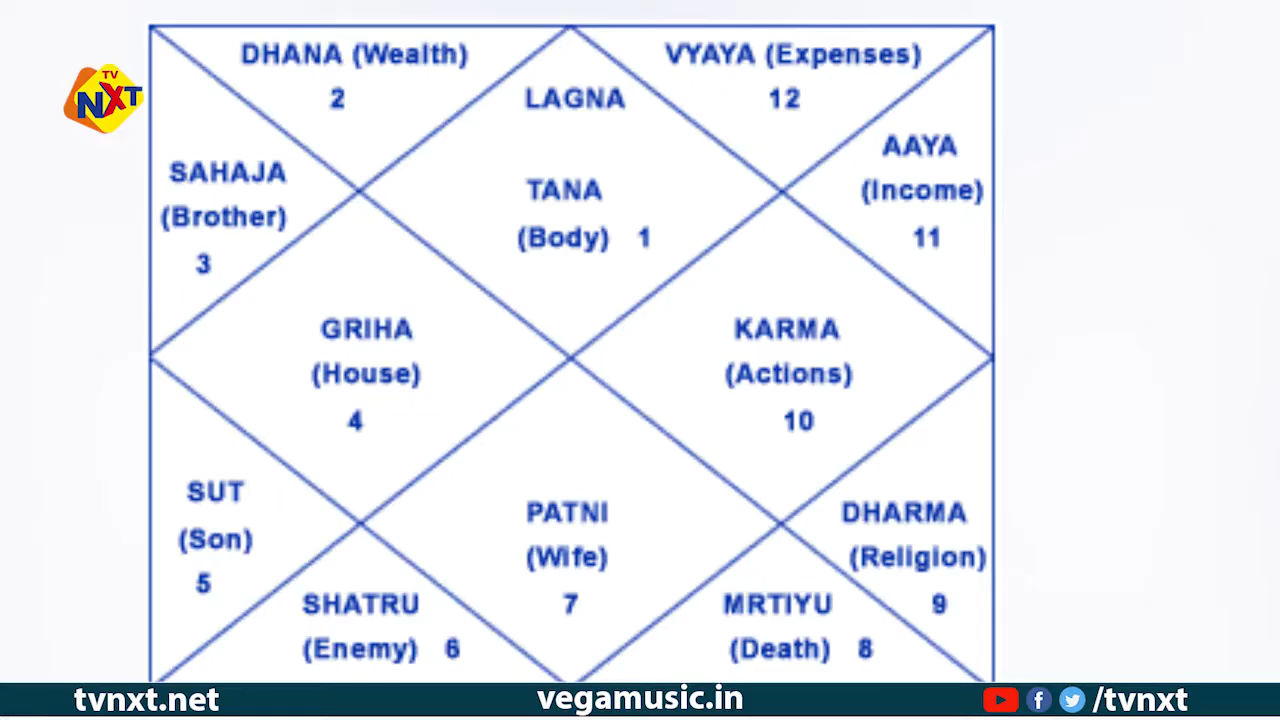 DHANA (Wealth)
2
LAGNA
VYAYA (Expenses)
12
TV
NXT
SAHAJA
(Brother)
3
TANA
(Body) 1
AAYA
(Income)
11
GRIHA
(House)
4
KARMA
(Actions)
10
SUT
(Son)
5
PATNI
(Wife)
7
DHARMA
(Religion)
9
SHATRU
(Enemy) 6
MRTIYU
(Death) 8
tvnxt.net
vegamusic.in
/tvnxt